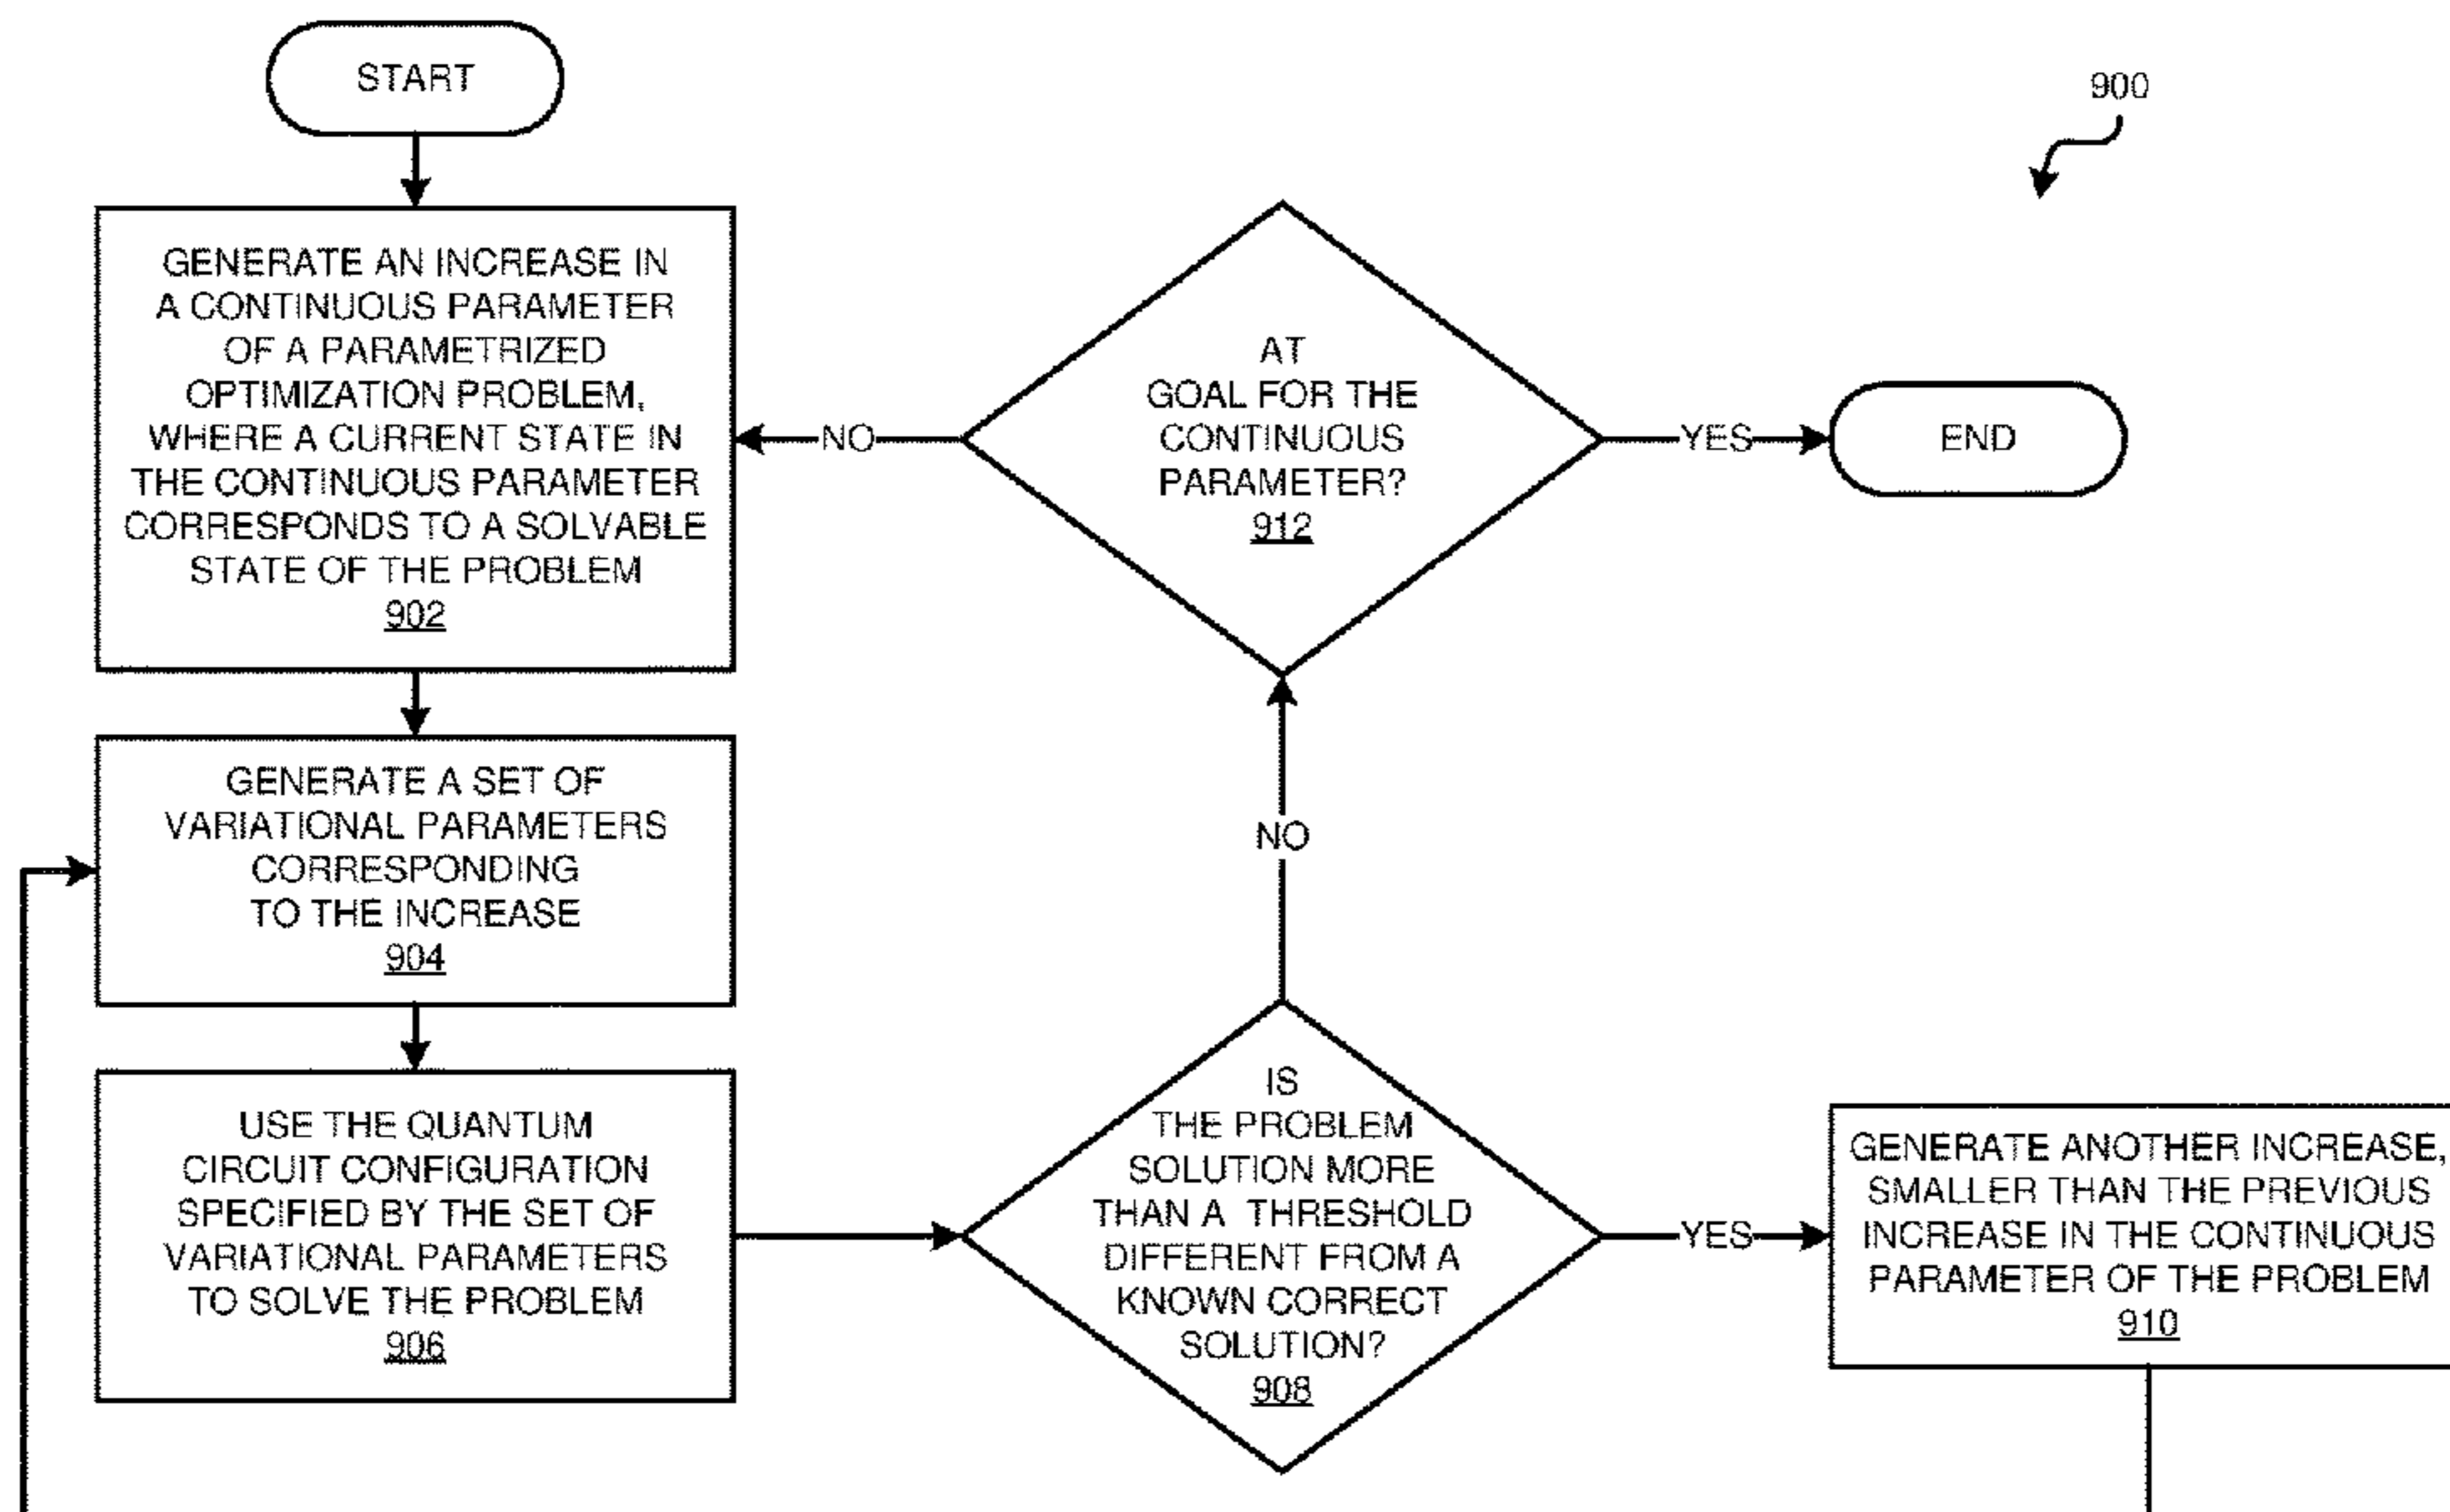 START
900
GENERATE AN INCREASE IN
A CONTINUOUS PARAMETER
OF A PARAMETRIZED
OPTIMIZATION PROBLEM,
WHERE A CURRENT STATE IN
THE CONTINUOUS PARAMETER
CORRESPONDS TO A SOLVABLE
STATE OF THE PROBLEM
902
NO
AT
GOAL FOR THE
CONTINUOUS
PARAMETER?
912
YES
END
GENERATE A SET OF
VARIATIONAL PARAMETERS
CORRESPONDING
TO THE INCREASE
904
NO
USE THE QUANTUM
CIRCUIT CONFIGURATION
SPECIFIED BY THE SET OF
VARIATIONAL PARAMETERS
TO SOLVE THE PROBLEM
906
IS
THE PROBLEM
SOLUTION MORE
THAN A THRESHOLD
DIFFERENT FROM A
KNOWN CORRECT
SOLUTION?
908
YES
GENERATE ANOTHER INCREASE,
SMALLER THAN THE PREVIOUS
INCREASE IN THE CONTINUOUS
PARAMETER OF THE PROBLEM
910